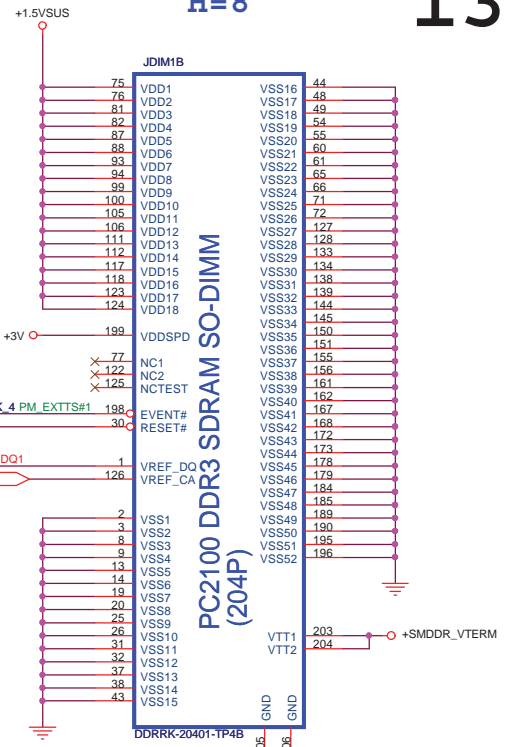 H=8
13
+1.5VSUS
JDIM1B
75 VDD1 VSS16 44
76 VDD2 VSS17 48
81 VDD3 VSS18 49
82 VDD4 VSS19 54
87 VDD5 VSS20 55
88 VDD6 VSS21 60
93 VDD7 VSS22 61
94 VDD8 VSS23 65
99 VDD9 VSS24 66
100 VDD10 VSS25 71
105 VDD11 VSS26 72
106 VDD12 VSS27 127
111 VDD13 VSS28 128
112 VDD14 VSS29 133
117 VDD15 VSS30 134
118 VDD16 VSS31 138
123 VDD17 VSS32 139
124 VDD18 VSS33 144
VSS34 145
+3V 199 VDDSPD VSS35 150
VSS36 151
77 NC1 VSS37 155
122 NC2 VSS38 156
125 NCTEST VSS39 161
VSS40 162
_4 PM_EXTTS#1 198 EVENT# VSS41 167
30 RESET# VSS42 168
VSS43 172
VSS44 173
DQ1 1 VREF_DQ VSS45 178
126 VREF_CA VSS46 179
VSS47 184
VSS48 185
2 VSS1 VSS49 189
3 VSS2 VSS50 190
8 VSS3 VSS51 195
9 VSS4 VSS52 196
13 VSS5
14 VSS6
19 VSS7
20 VSS8
25 VSS9
26 VSS10 VTT1 203 +SMDDR_VTERM
31 VSS11 VTT2 204
32 VSS12
37 VSS13
38 VSS14
43 VSS15
PC2100 DDR3 SDRAM SO-DIMM
(204P)
GND
GND
DDRRK-20401-TP4B